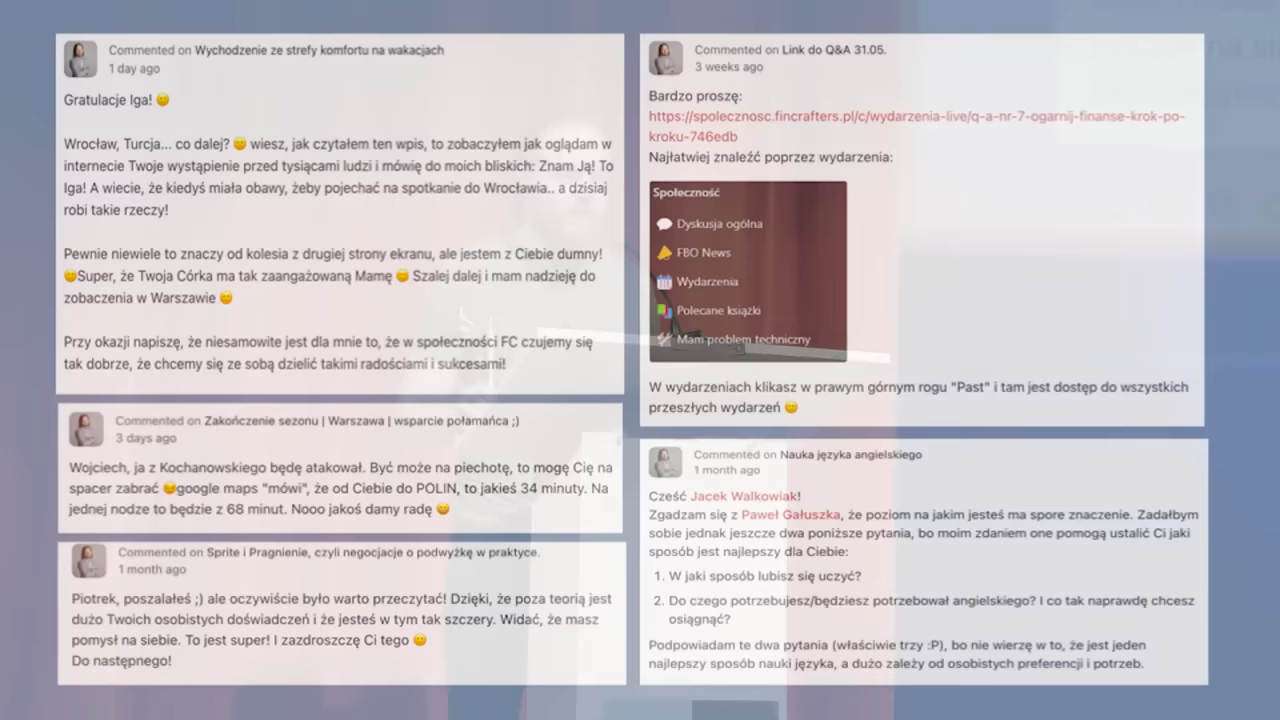 Commented on Wychodzenie ze strefy komfortu na wakacjach
1 day ago
Gratulacje Iga! 😊
Wrocław, Turcja... co dalej? 😊 wiesz, jak czytałem ten wpis, to zobaczyłem jak oglądam w
internecie Twoje wystąpienie przed tysiącami ludzi i mówię do moich bliskich: Znam Ją! To
Iga! A wiecie, że kiedyś miała obawy, żeby pojechać na spotkanie do Wrocławia.. a dzisiaj
robi takie rzeczy!
Pewnie niewiele to znaczy od kolesia z drugiej strony ekranu, ale jestem z Ciebie dumny!
😊Super, że Twoja Córka ma tak zaangażowaną Mamę 😊 Szalej dalej i mam nadzieję do
zobaczenia w Warszawie 😊
Przy okazji napiszę, że niesamowite jest dla mnie to, że w społeczności FC czujemy się
tak dobrze, że chcemy się ze sobą dzielić takimi radościami i sukcesami!
Commented on Zakończenie sezonu | Warszawa | wsparcie połamańca ;)
3 days ago
Wojciech, ja z Kochanowskiego będę atakował. Być może na piechotę, to mogę Cię na
spacer zabrać 😊google maps "mówi", że od Ciebie do POLIN, to jakieś 34 minuty. Na
jednej nodze to będzie z 68 minut. Nooo jakoś damy radę 😊
Commented on Sprite i Pragnienie, czyli negocjacje o podwyżkę w praktyce.
1 month ago
Piotrek, poszalałeś ;) ale oczywiście było warto przeczytać! Dzięki, że poza teorią jest
dużo Twoich osobistych doświadczeń i że jesteś w tym tak szczery. Widać, że masz
pomysł na siebie. To jest super! I zazdroszczę Ci tego 😊
Do następnego!
Commented on Link do Q&A 31.05.
3 weeks ago
Bardzo proszę:
https://spolecznosc.fincrafters.pl/c/wydarzenia-live/q-a-nr-7-ogarnij-finanse-krok-po-
kroku-746edb
Najłatwiej znaleźć poprzez wydarzenia:
Społeczność
Dyskusja ogólna
FBO News
Wydarzenia
Polecane książki
Mam problem techniczny
W wydarzeniach klikasz w prawym górnym rogu "Past" i tam jest dostęp do wszystkich
przeszłych wydarzeń 😊
Commented on Nauka języka angielskiego
1 month ago
Cześć Jacek Walkowiak!
Zgadzam się z Paweł Gałuszka, że poziom na jakim jesteś ma spore znaczenie. Zadałbym
sobie jednak jeszcze dwa poniższe pytania, bo moim zdaniem one pomogą ustalić Ci jaki
sposób jest najlepszy dla Ciebie:
1. W jaki sposób lubisz się uczyć?
2. Do czego potrzebujesz/będziesz potrzebował angielskiego? I co tak naprawdę chcesz
osiągnąć?
Podpowiadam te dwa pytania (właściwie trzy :P), bo nie wierzę w to, że jest jeden
najlepszy sposób nauki języka, a dużo zależy od osobistych preferencji i potrzeb.